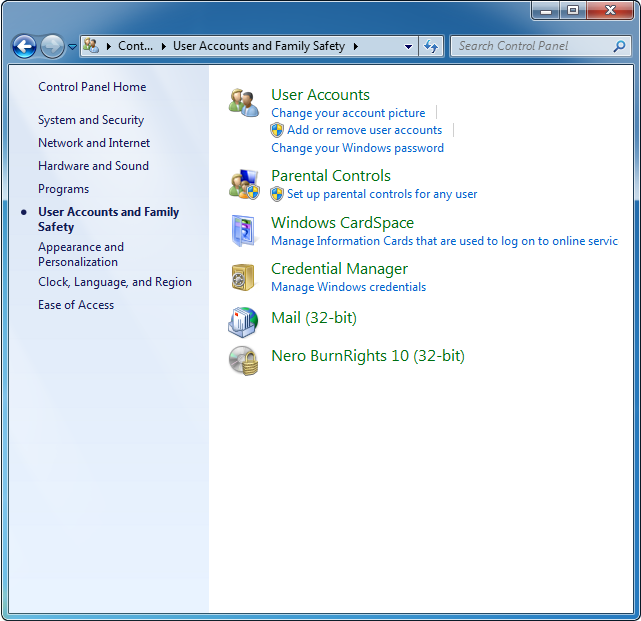 Cont... User Accounts and Family Safety
Search Control Panel
Control Panel Home
System and Security
Network and Internet
Hardware and Sound
Programs
User Accounts and Family
Safety
Appearance and
Personalization
Clock, Language, and Region
Ease of Access
User Accounts
Change your account picture
Add or remove user accounts
Change your Windows password
Parental Controls
Set up parental controls for any user
Windows CardSpace
Manage Information Cards that are used to log on to online servic
Credential Manager
Manage Windows credentials
Mail (32-bit)
Nero BurnRights 10 (32-bit)